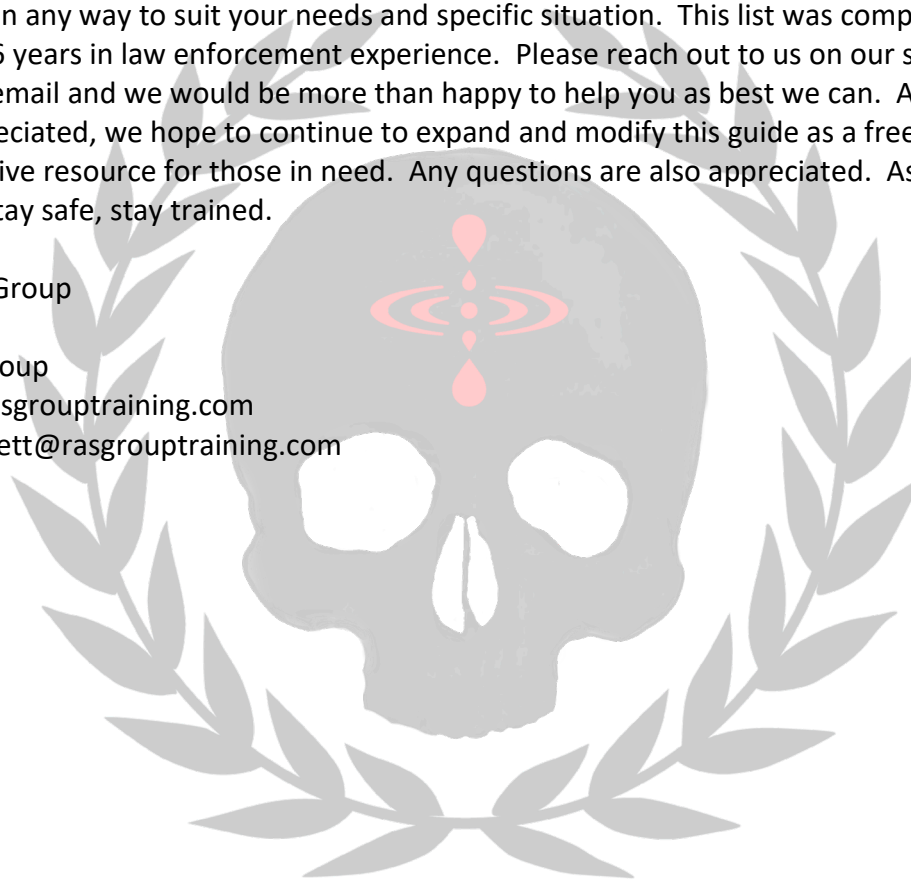 n any way to suit your needs and specific situation. This list was comp
6 years in law enforcement experience. Please reach out to us on our s
email and we would be more than happy to help you as best we can. A
eciated, we hope to continue to expand and modify this guide as a free
ive resource for those in need. Any questions are also appreciated. As
tay safe, stay trained.
Group
oup
sgrouptraining.com
ett@rasgrouptraining.com